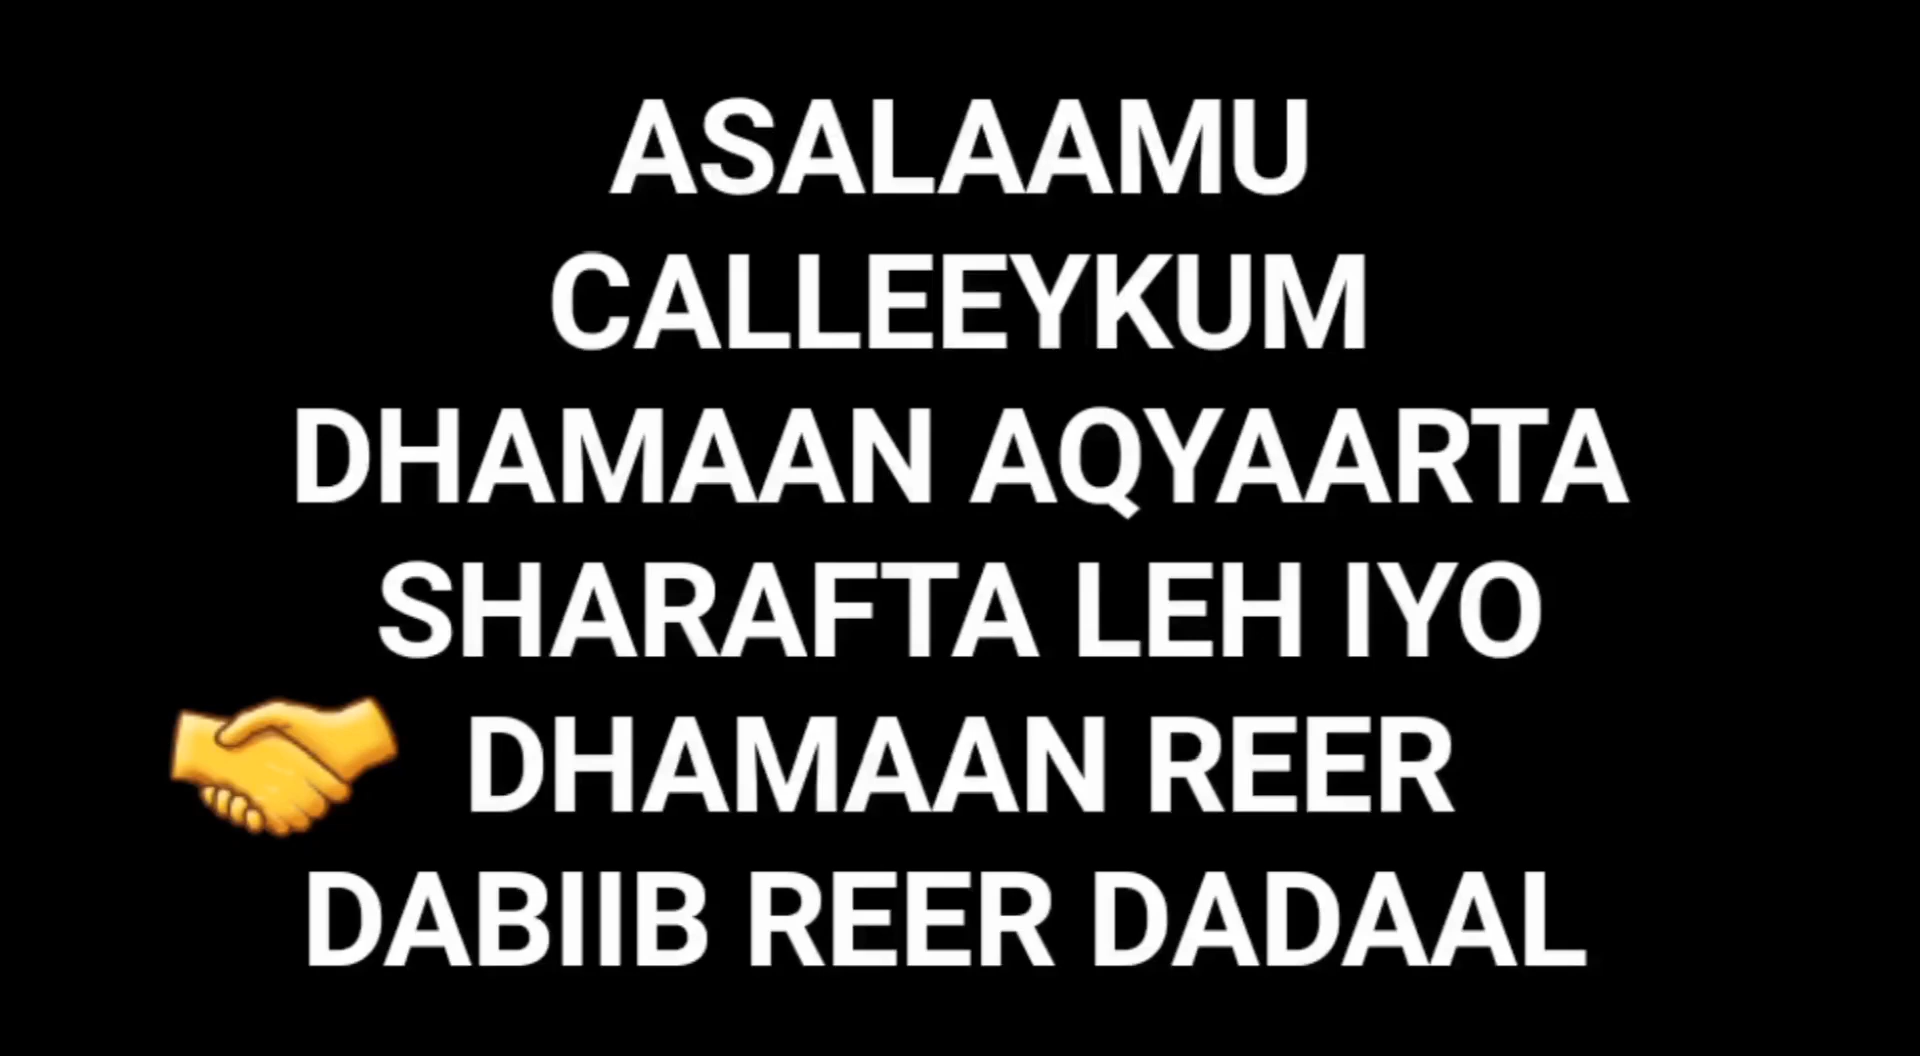 ASALAAMU
CALLEEYKUM
DHAMAAN AQYAARTA
SHARAFTA LEH IYO
🤝 DHAMAAN REER
DABIIB REER DADAAL